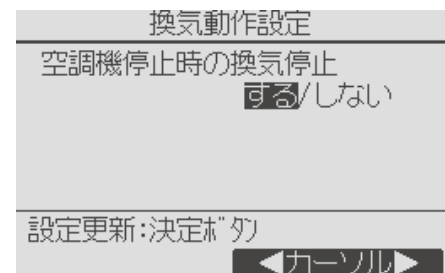 換気動作設定
空調機停止時の換気停止
する/しない
設定更新:決定ボタン
◀カーソル▶